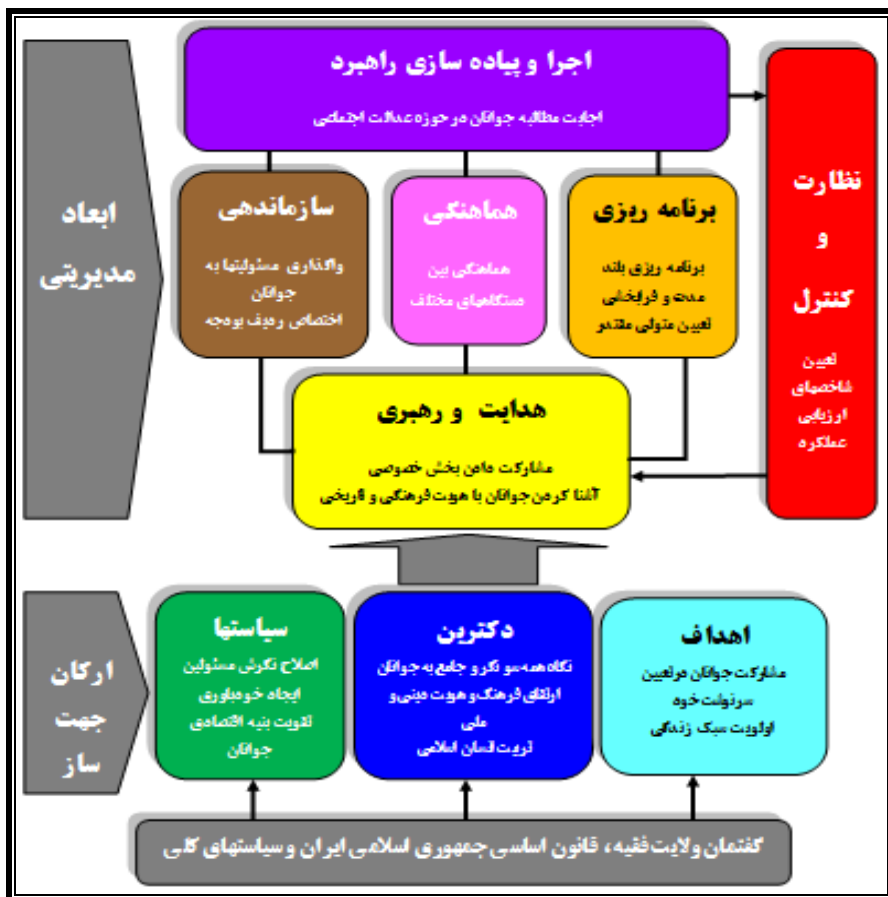 اجرا و پیاده سازی راهبرد
اجابت مطالبه جوانان در حوزه عدالت اجتماعی
نظارت
و
کنترل
تعیین
شاخصهای
ارزیابی
عملکرد
برنامه ریزی
برنامه ریزی بلند
مدت و فرابخشی
تعیین متولی مقتدر
هماهنگی
هماهنگی بین
دستگاههای مختلف
سازماندهی
واگذاری مسئولیتها به
جوانان
اختصاص ردیف بودجه
ابعاد
مدیریتی
هدایت و رهبری
مشارکت دادن بخش خصوصی
آشنا کردن جوانان با هویت فرهنگی و تاریخی
اهداف
مشارکت جوانان در تعیین
سرنوشت خود
اولویت سبک زندگی
دکترین
نگاه همه سو نگر و جامع به جوانان
ارتقای فرهنگ و هویت دینی و
ملی
تربیت انسان اسلامی
سیاستها
اصلاح نگرش مسئولین
ایجاد خودباوری
تقویت بنیه اقتصادی
جوانان
ارکان
جهت
ساز
گفتمان ولایت فقیه، قانون اساسی جمهوری اسلامی ایران و سیاستهای کلی